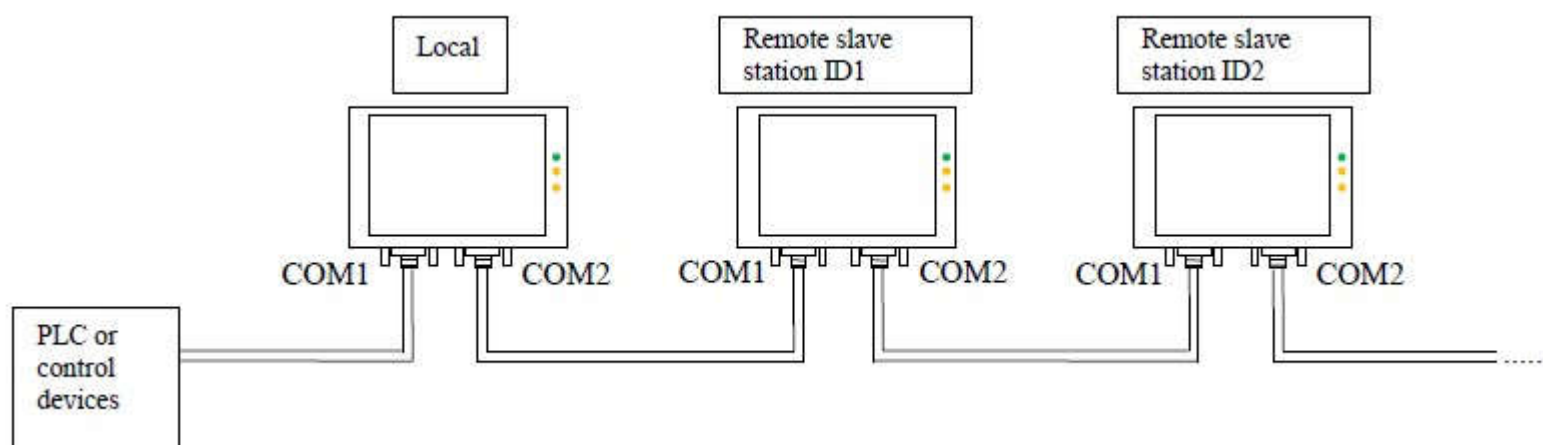 Local
Remote slave
station ID1
Remote slave
station ID2
COM1
COM2
COM1
COM2
COM1
COM2
PLC or
control
devices